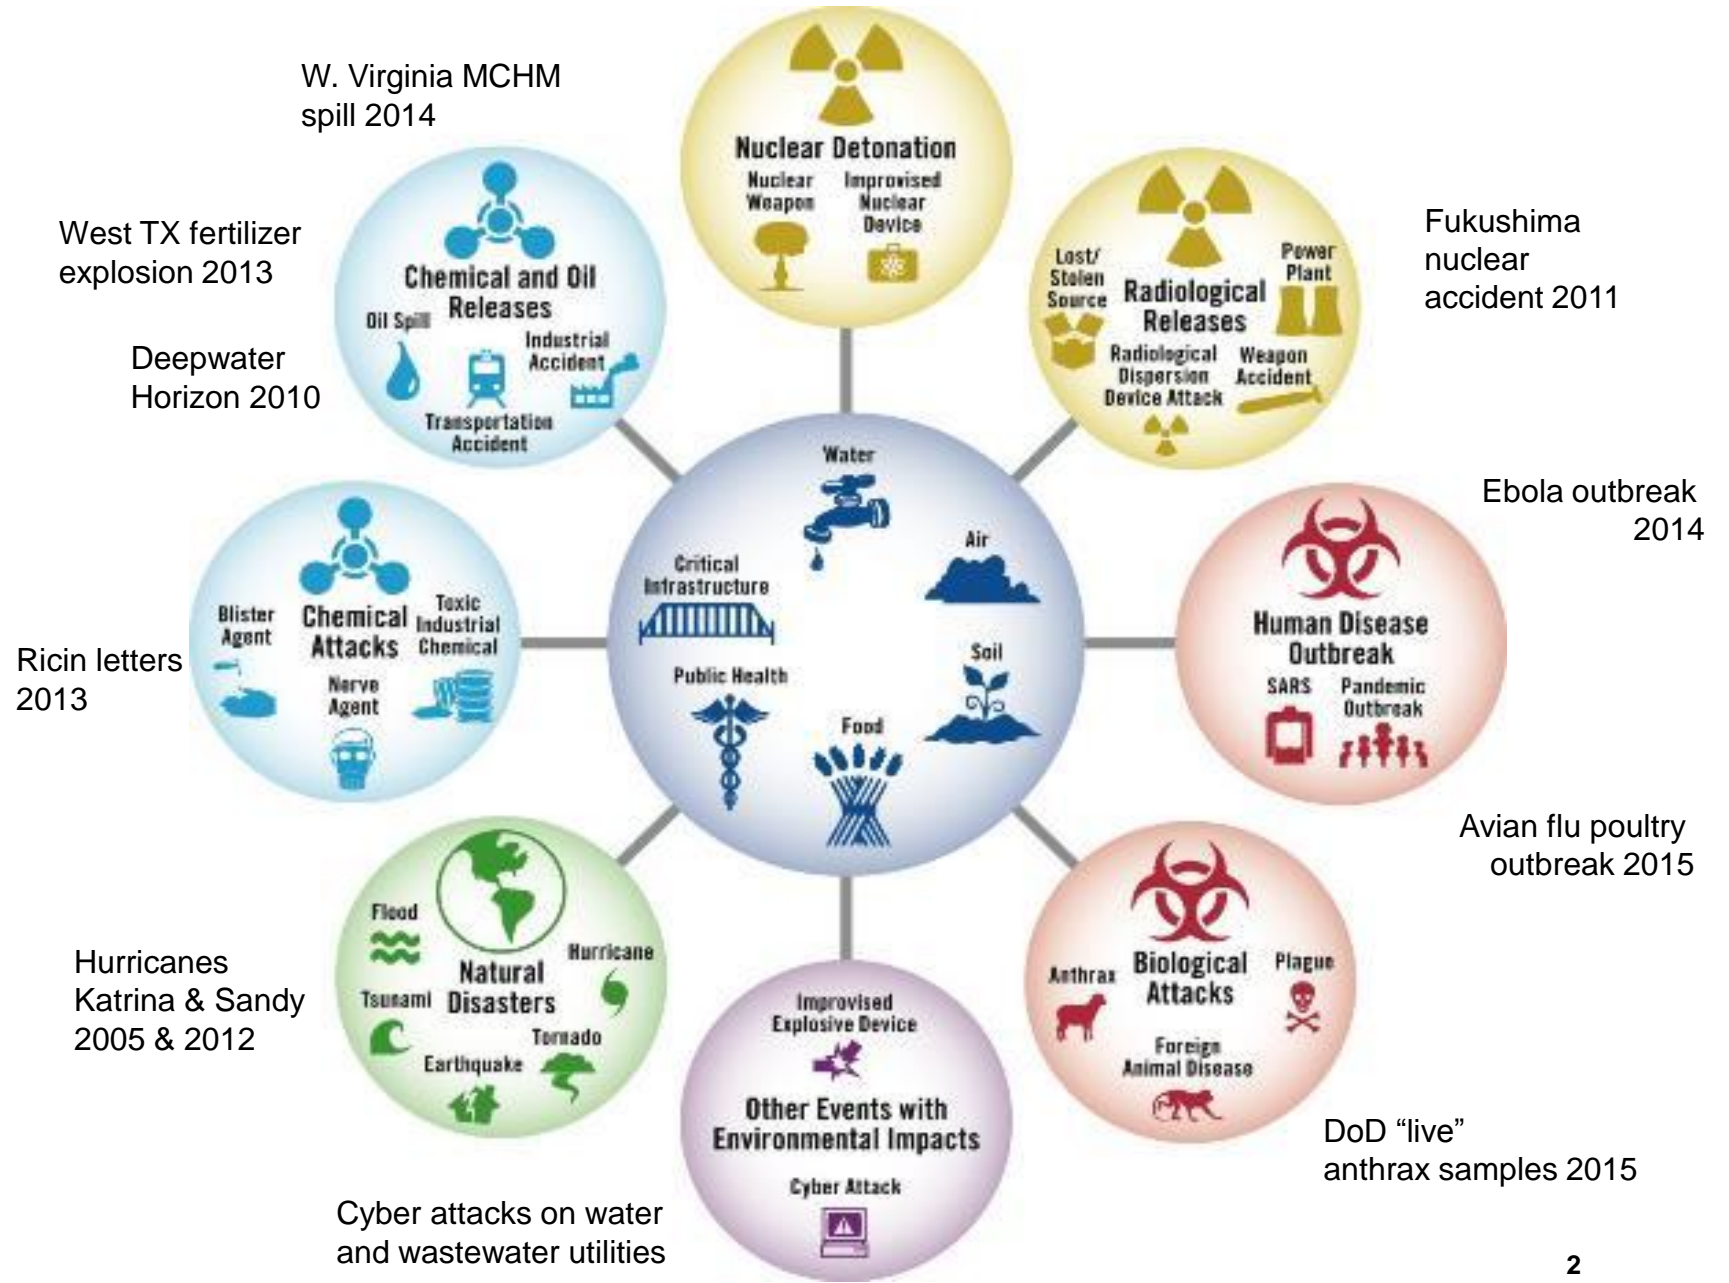 W. Virginia MCHM
spill 2014
Nuclear Detonation
Nuclear
Weapon
Improvised
Nuclear
Device
West TX fertilizer
explosion 2013
Chemical and Oil
Releases
Oil Spill
Industrial
Accident
Transportation
Accident
Deepwater
Horizon 2010
Lost/
Stolen
Source
Power
Plant
Radiological
Releases
Radiological
Dispersion
Device Attack
Weapon
Accident
Fukushima
nuclear
accident 2011
Water
Air
Critical
Infrastructure
Soil
Public Health
Food
Ricin letters
2013
Blister
Agent
Chemical
Attacks
Toxic
Industrial
Chemical
Nerve
Agent
Ebola outbreak
2014
Human Disease
Outbreak
SARS
Pandemic
Outbreak
Avian flu poultry
outbreak 2015
Hurricanes
Katrina & Sandy
2005 & 2012
Flood
Hurricane
Natural
Disasters
Tsunami
Tornado
Earthquake
Improvised
Explosive Device
Other Events with
Environmental Impacts
Cyber Attack
Anthrax
Biological
Attacks
Plague
Foreign
Animal Disease
DoD “live”
anthrax samples 2015
Cyber attacks on water
and wastewater utilities
2